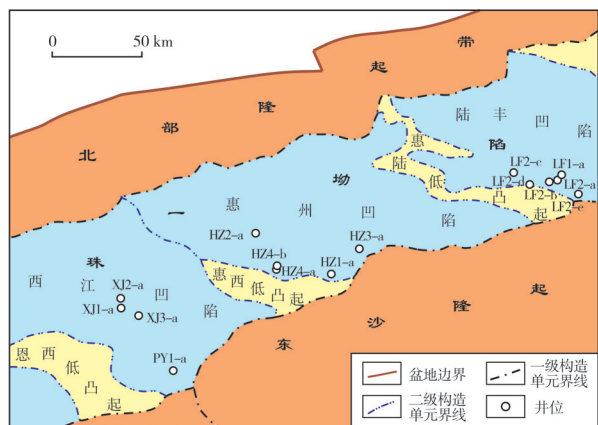 0 50 km
北部隆起带
陆丰凹陷
惠陆低凸起
LF2-c
LF1-a
LF2-d
LF2-a
LF2-b
LF2-e
珠一坳陷
惠州凹陷
HZ2-a
HZ3-a
HZ4-b
HZ4-a
HZ1-a
惠西低凸起
西江凹陷
XJ2-a
XJ1-a
XJ3-a
恩西低凸起
PY1-a
东沙隆起
盆地边界
一级构造
单元界线
二级构造
单元界线
井位